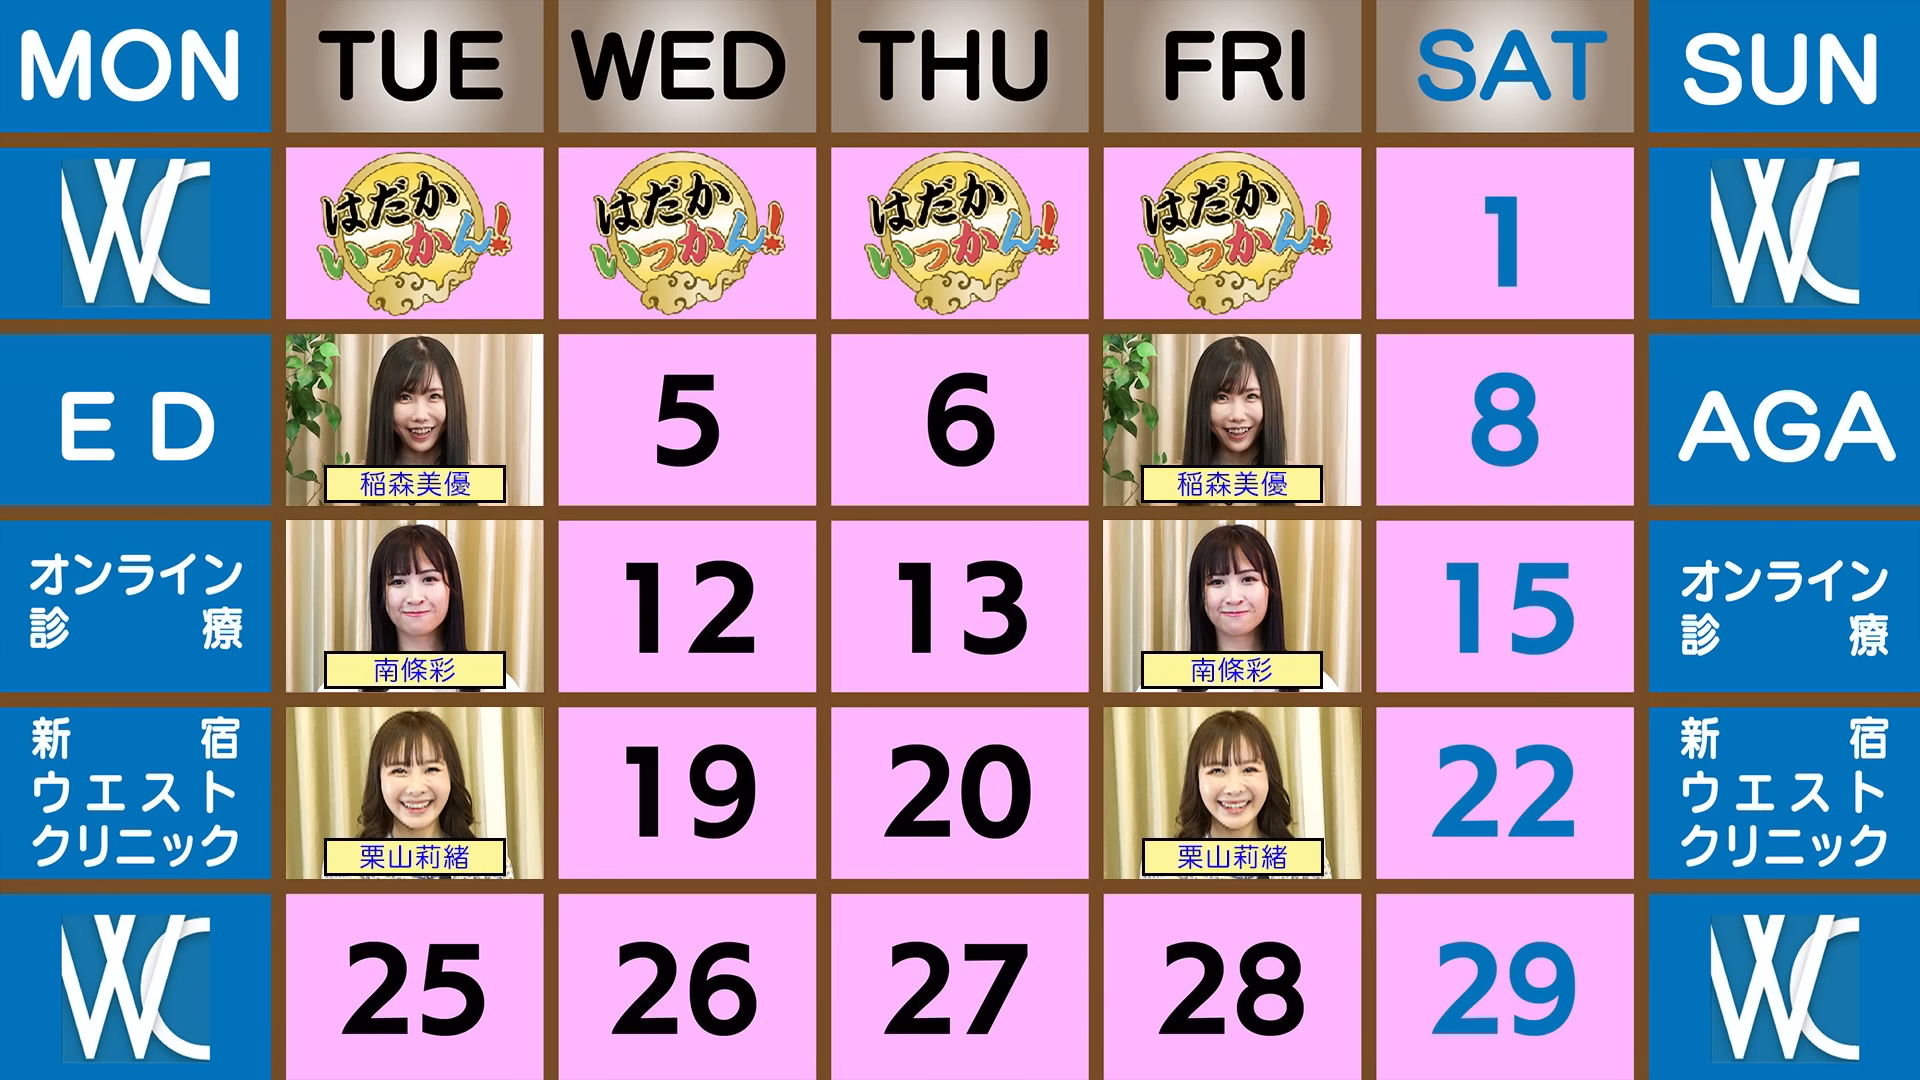 MON TUE WED THU FRI SAT SUN
WC はだか いっかん! はだか いっかん! はだか いっかん! はだか いっかん! 1 WC
ED 稲森美優 5 6 稲森美優 8 AGA
オンライン
診療
南條彩 12 13 南條彩 15
オンライン
診療
新宿
ウエスト
クリニック
栗山莉緒 19 20 栗山莉緒 22
新宿
ウエスト
クリニック
WC 25 26 27 28 29 WC